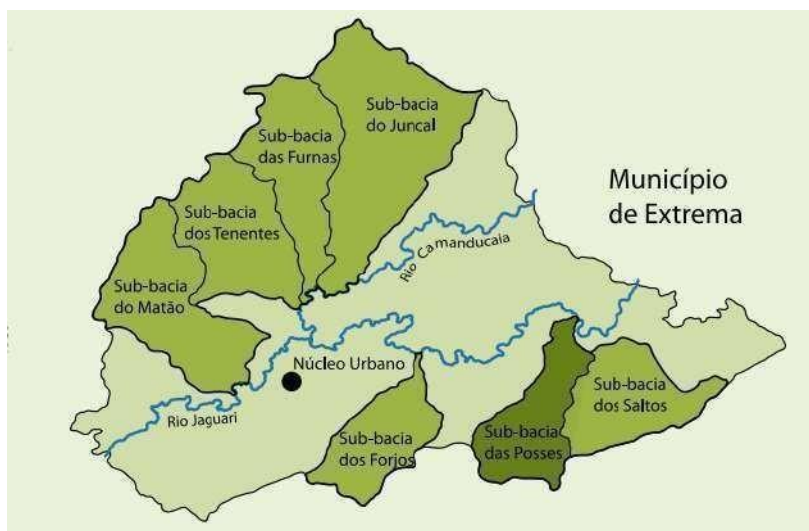 Sub-bacia
do Juncal
Sub-bacia
das Furnas
Município
de Extrema
Sub-bacia
dos Tenentes
Rio Camanducaia
Sub-bacia
do Matão
Núcleo Urbano
Sub-bacia
dos Saltos
Rio Jaguari
Sub-bacia
dos Forjos
Sub-bacia
das Posses